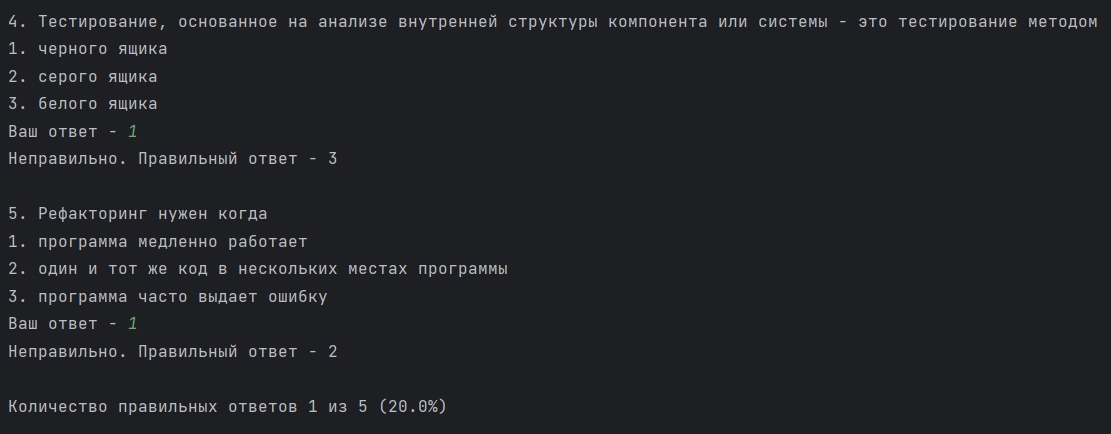 4. Тестирование, основанное на анализе внутренней структуры компонента или системы - это тестирование методом
1. черного ящика
2. серого ящика
3. белого ящика
Ваш ответ - 1
Неправильно. Правильный ответ - 3
5. Рефакторинг нужен когда
1. программа медленно работает
2. один и тот же код в нескольких местах программы
3. программа часто выдает ошибку
Ваш ответ - 1
Неправильно. Правильный ответ - 2
Количество правильных ответов 1 из 5 (20.0%)